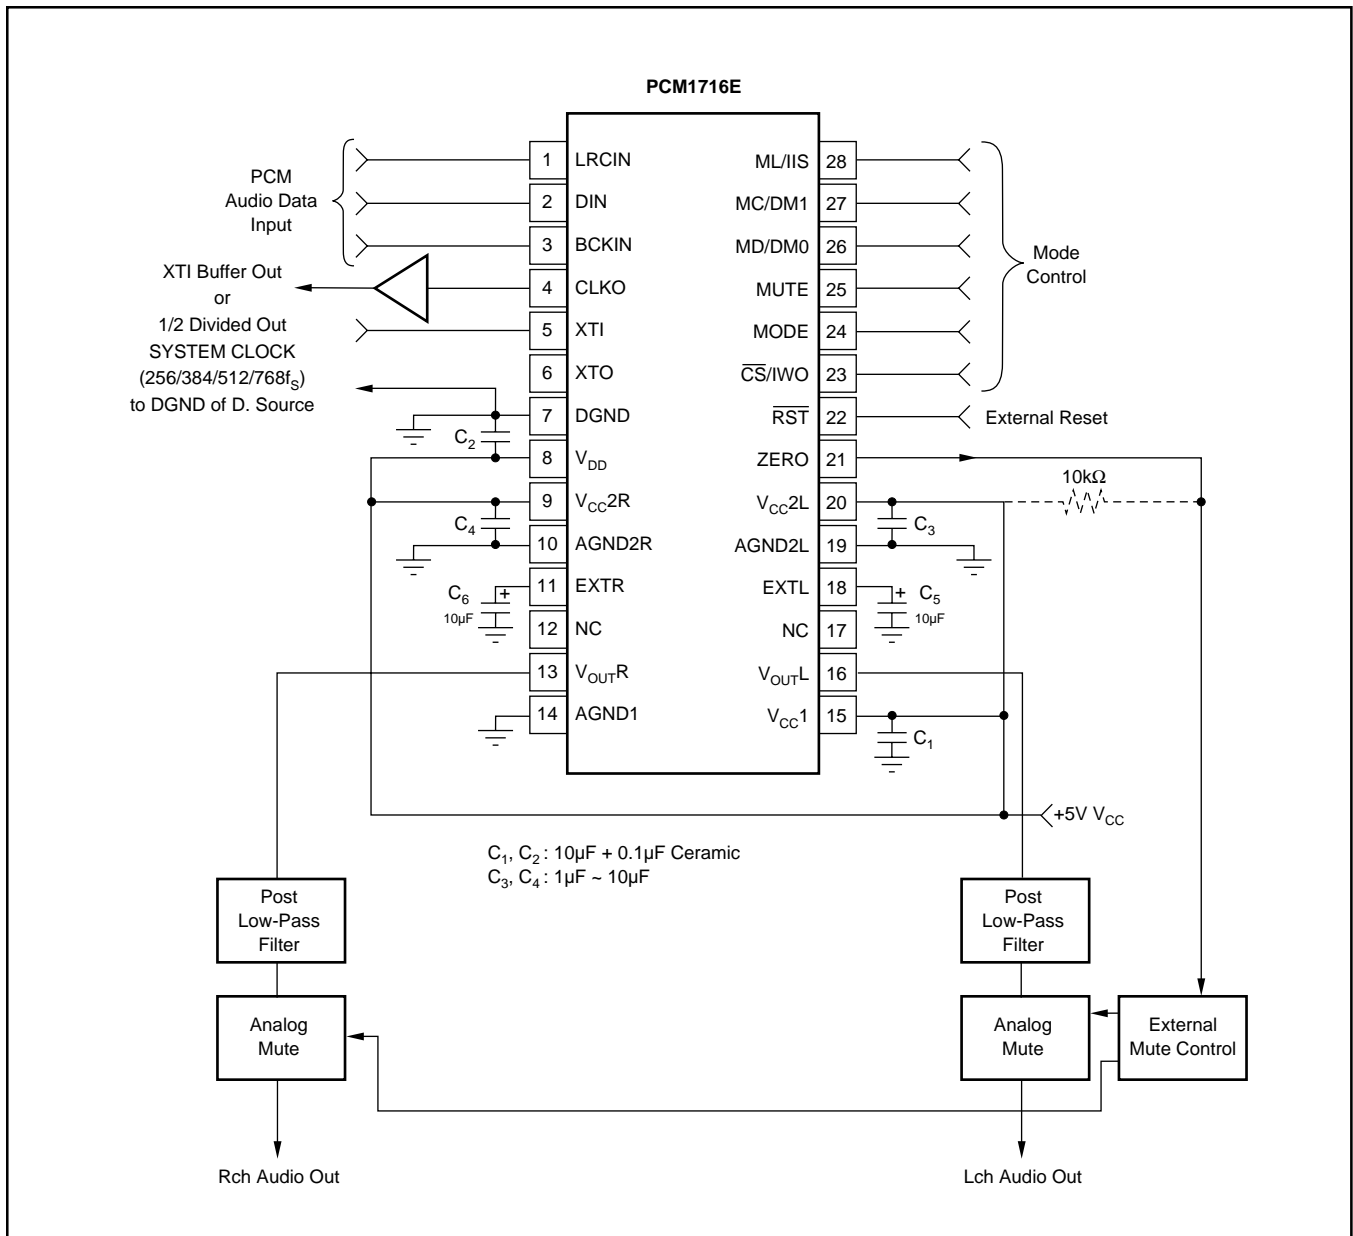 PCM1716E
PCM
Audio Data
Input
XTI Buffer Out
or
1/2 Divided Out
SYSTEM CLOCK
(256/384/512/768fS)
to DGND of D. Source
1 LRCIN
2 DIN
3 BCKIN
4 CLKO
5 XTI
6 XTO
7 DGND
C2
8 VDD
9 VCC2R
C4
10 AGND2R
11 EXTR
C6 +
10µF
12 NC
13 VOUTR
14 AGND1
ML/IIS 28
MC/DM1 27
MD/DM0 26
MUTE 25
MODE 24
CS/IWO 23
RST 22
External Reset
Mode
Control
ZERO 21
10kΩ
VCC2L 20
C3
AGND2L 19
EXTL 18
+ C5
10µF
NC 17
VOUTL 16
VCC1 15
C1
+5V VCC
C1, C2 : 10µF + 0.1µF Ceramic
C3, C4 : 1µF ~ 10µF
Post
Low-Pass
Filter
Analog
Mute
Rch Audio Out
Post
Low-Pass
Filter
Analog
Mute
External
Mute Control
Lch Audio Out